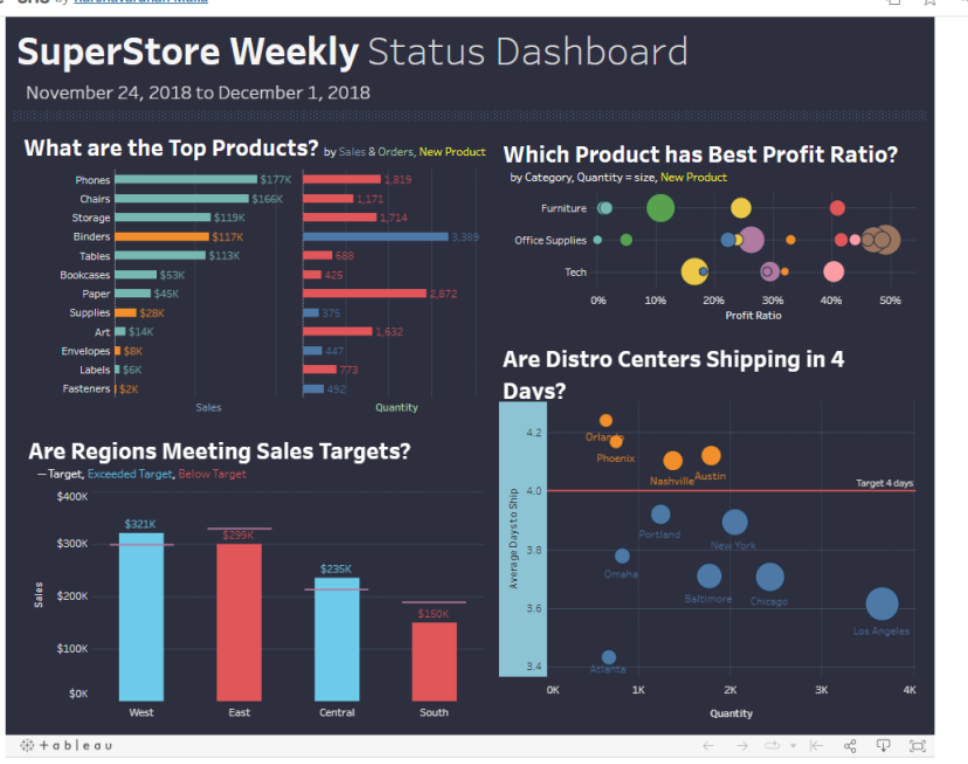 by Harshavardhan Malla
SuperStore Weekly Status Dashboard
November 24, 2018 to December 1, 2018
What are the Top Products? by Sales & Orders, New Product
Phones $177K 1,819
Chairs $166K 1,171
Storage $119K 1,714
Binders $117K 3,389
Tables $113K 688
Bookcases $53K 425
Paper $45K 2,872
Supplies $28K 375
Art $14K 1,632
Envelopes $8K 447
Labels $6K 773
Fasteners $2K 492
Sales Quantity
Which Product has Best Profit Ratio?
by Category, Quantity = size, New Product
Furniture
Office Supplies
Tech
0% 10% 20% 30% 40% 50%
Profit Ratio
Are Regions Meeting Sales Targets?
—Target, Exceeded Target, Below Target
$400K
$300K
$200K
$100K
$0K
Sales
$321K $299K $235K $150K
West East Central South
Are Distro Centers Shipping in 4
Days?
4.2
4.0
3.8
3.6
3.4
Average Days to Ship
Orlando
Phoenix
Nashville Austin
Target 4 days
Portland
New York
Omaha
Baltimore Chicago
Los Angeles
Atlanta
0K 1K 2K 3K 4K
Quantity
+ableau